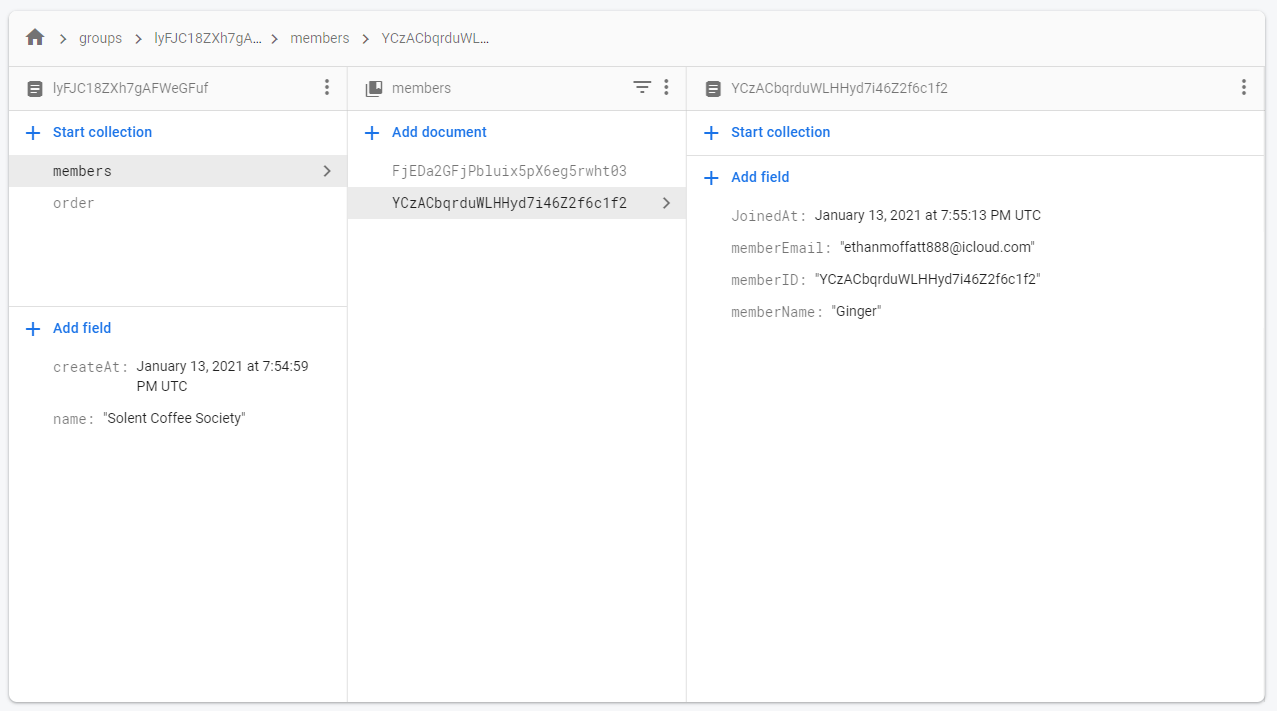 groups
lyFJC18ZXh7gA...
members
YCzACbqrduWL...
lyFJC18ZXh7gAFWeGFuf
Start collection
members
order
Add field
createAt: January 13, 2021 at 7:54:59
PM UTC
name: "Solent Coffee Society"
members
Add document
FjEDa2GFjPbluix5pX6eg5rwht03
YCzACbqrduWLHHyd7i46Z2f6c1f2
YCzACbqrduWLHHyd7i46Z2f6c1f2
Start collection
Add field
JoinedAt: January 13, 2021 at 7:55:13 PM UTC
memberEmail: "ethanmoffatt888@icloud.com"
memberID: "YCzACbqrduWLHHyd7i46Z2f6c1f2"
memberName: "Ginger"